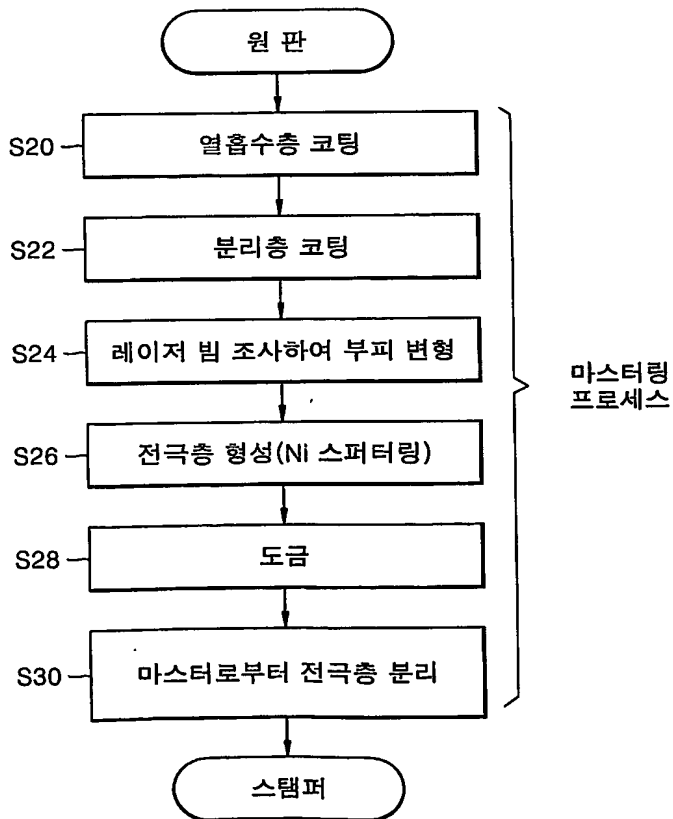 원 판
S20
열흡수층 코팅
S22
분리층 코팅
S24
레이저 빔 조사하여 부피 변형
S26
전극층 형성(Ni 스퍼터링)
S28
도금
S30
마스터로부터 전극층 분리
스탬퍼
마스터링
프로세스